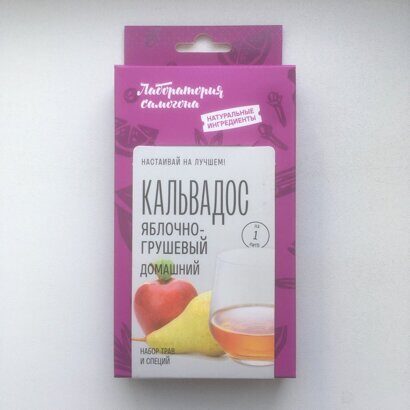 Лаборатория
самогона
НАТУРАЛЬНЫЕ
ИНГРЕДИЕНТЫ
НАСТАИВАЙ НА ЛУЧШЕМ!
КАЛЬВАДОС
ЯБЛОЧНО-
ГРУШЕВЫЙ
ДОМАШНИЙ
на
1
литр
НАБОР ТРАВ
И СПЕЦИЙ